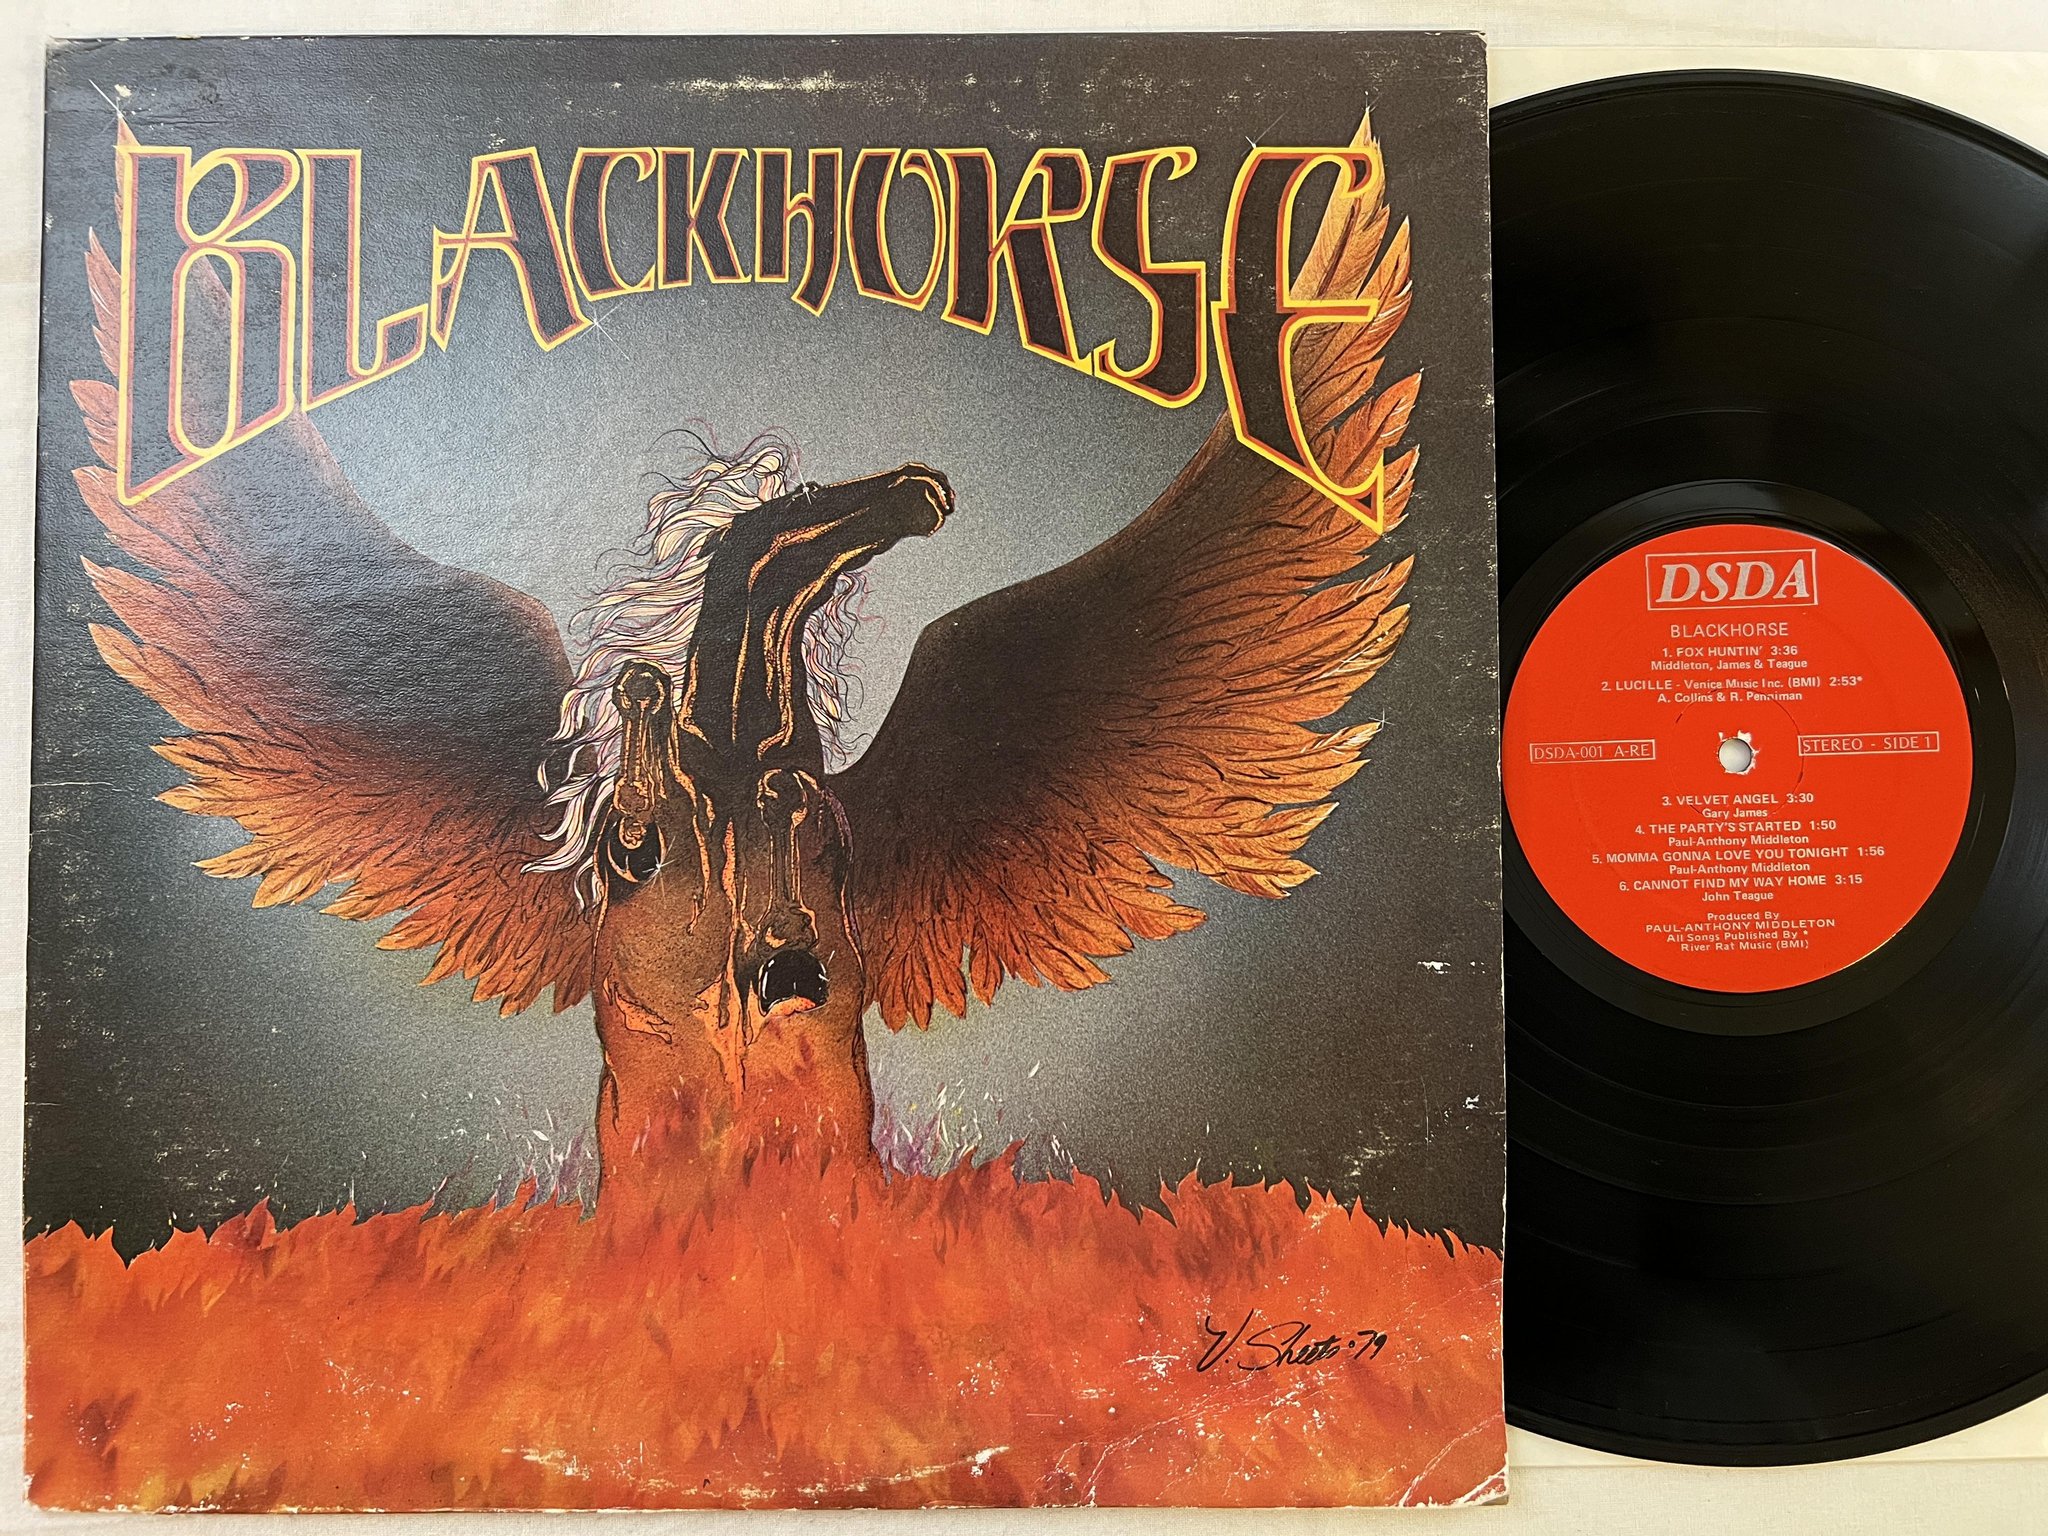 BLACKHORSE
V. Sheets '79
DSDA
BLACKHORSE
1. FOX HUNTIN' 3:36
Middleton, James & Teague
2. LUCILLE - Venice Music Inc. (BMI) 2:53*
A. Collins & R. Penniman
DSDA-001 A-RE
STEREO - SIDE 1
3. VELVET ANGEL 3:30
Gary James
4. THE PARTY'S STARTED 1:50
Paul-Anthony Middleton
5. MOMMA GONNA LOVE YOU TONIGHT 1:56
Paul-Anthony Middleton
6. CANNOT FIND MY WAY HOME 3:15
John Teague
Produced By
PAUL-ANTHONY MIDDLETON
All Songs Published By *
River Rat Music (BMI)